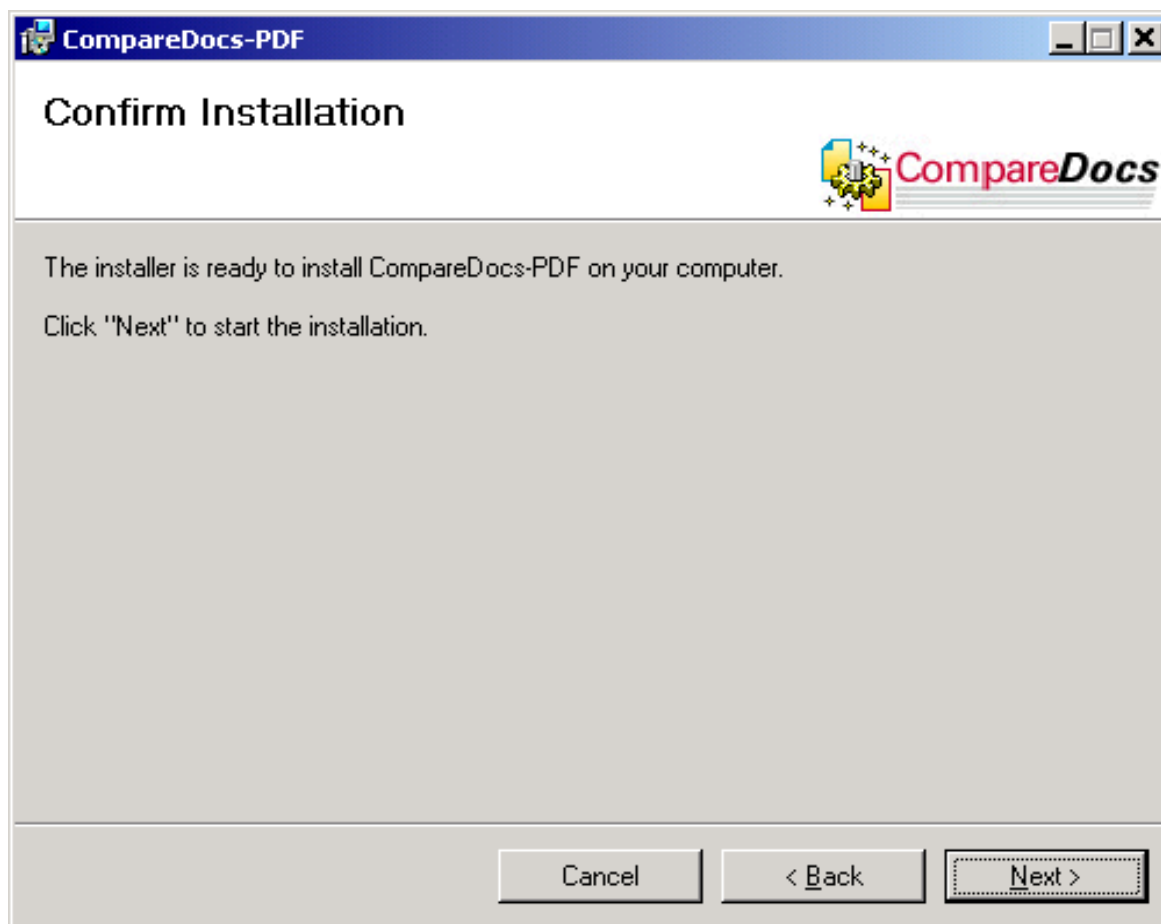 CompareDocs-PDF
Confirm Installation
CompareDocs
The installer is ready to install CompareDocs-PDF on your computer.
Click "Next" to start the installation.
Cancel
< Back
Next >